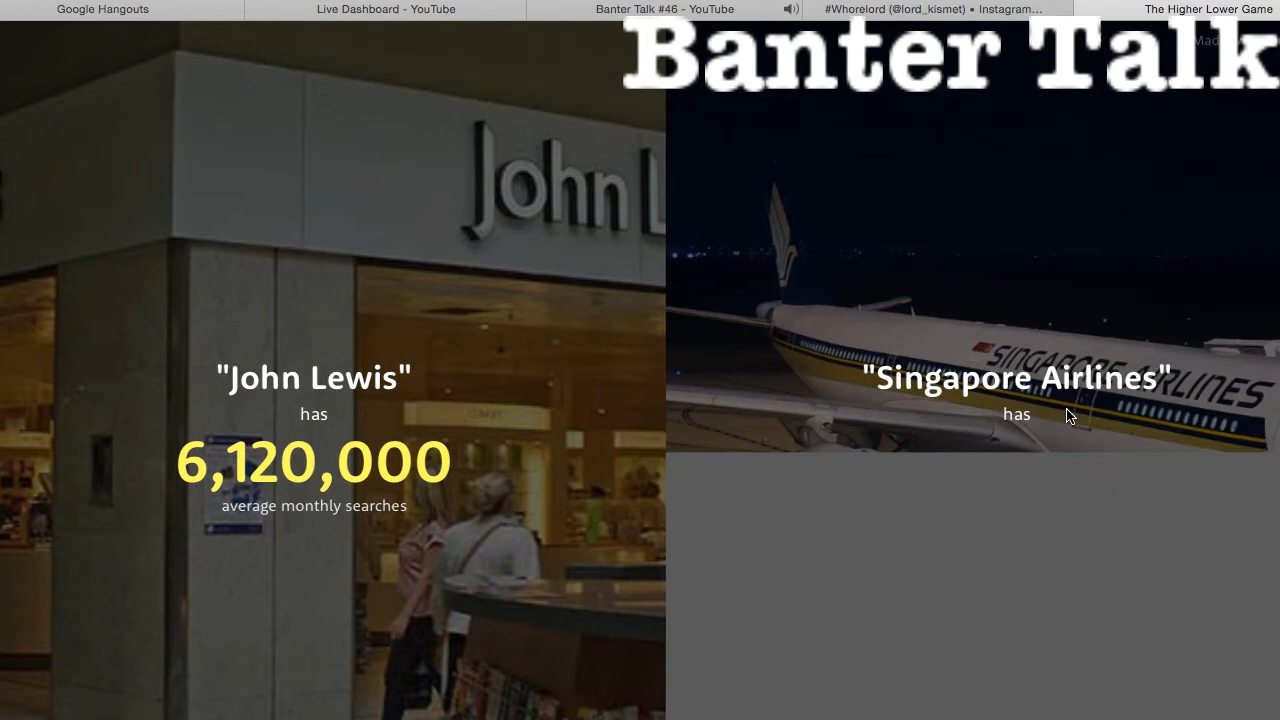 Google Hangouts
Live Dashboard - YouTube
Banter Talk #46 - YouTube
#Whorelord (@lord_kismet) • Instagram…
The Higher Lower Game
Banter Talk
Mad
John L
SINGAPORE AIRLINES
"John Lewis"
has
6,120,000
average monthly searches
"Singapore Airlines"
has